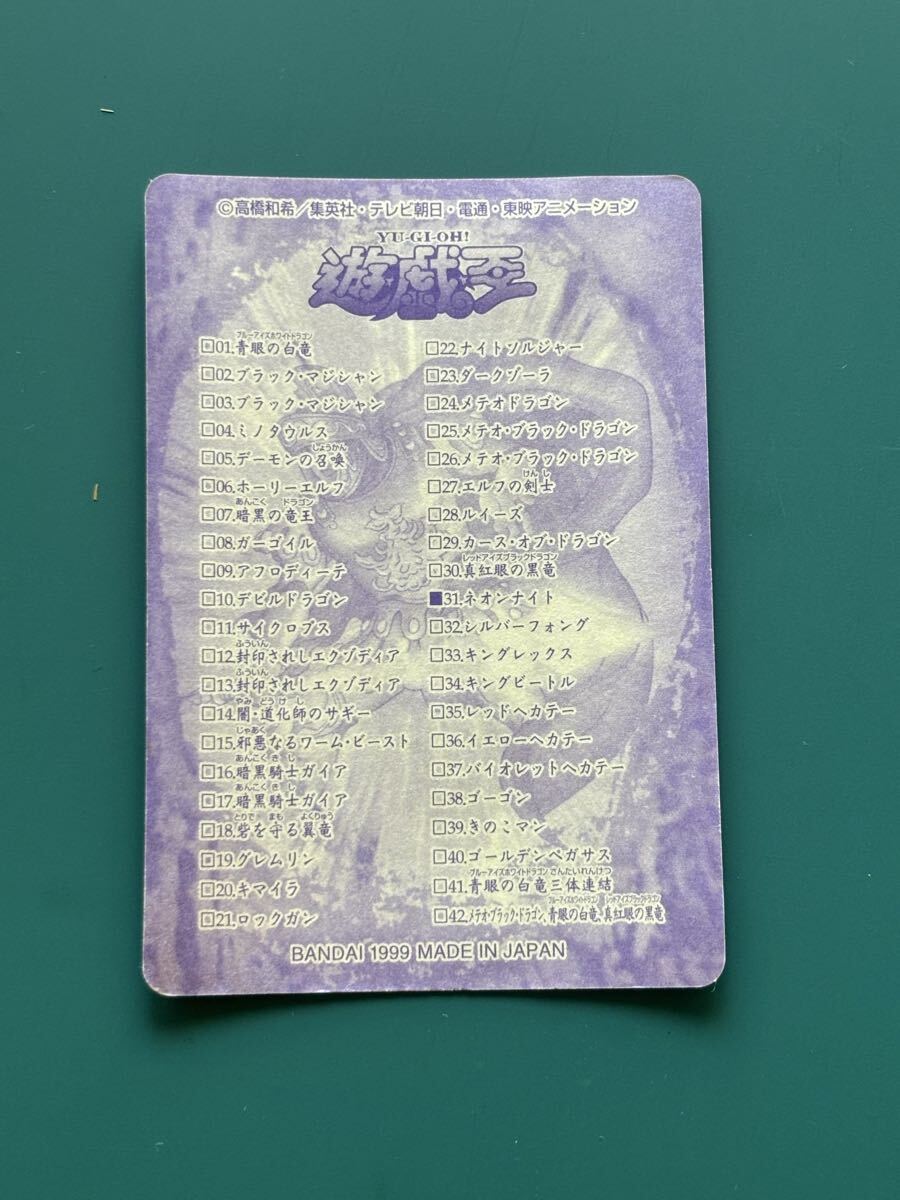 ©高橋和希/集英社・テレビ朝日・電通・東映アニメーション
YU-GI-OH!
遊戯王
ブルーアイズホワイトドラゴン
□01.青眼の白竜
□02.ブラック・マジシャン
□03.ブラック・マジシャン
□04.ミノタウルス
しょうかん
□05.デーモンの召喚
□06.ホーリーエルフ
あんこく ドラゴン
□07.暗黒の竜王
□08.ガーゴイル
□09.アフロディーテ
□10.デビルドラゴン
□11.サイクロプス
ふういん
□12.封印されしエクゾディア
ふういん
□13.封印されしエクゾディア
やみ どうけし
□14.闇・道化師のサギー
じゃあく
□15.邪悪なるワーム・ビースト
あんこくきし
□16.暗黒騎士ガイア
あんこくきし
□17.暗黒騎士ガイア
とりで まも よくりゅう
□18.砦を守る翼竜
□19.グレムリン
□20.キマイラ
□21.ロックガン
□22.ナイトソルジャー
□23.ダークゾーラ
□24.メテオドラゴン
□25.メテオ・ブラック・ドラゴン
□26.メテオ・ブラック・ドラゴン
けんし
□27.エルフの剣士
□28.ルイーズ
□29.カース・オブ・ドラゴン
レッドアイズブラックドラゴン
□30.真紅眼の黒竜
■31.ネオンナイト
□32.シルバーフォング
□33.キングレックス
□34.キングビートル
□35.レッドヘカテー
□36.イエローヘカテー
□37.バイオレットヘカテー
□38.ゴーゴン
□39.きのこマン
□40.ゴールデンペガサス
ブルーアイズホワイトドラゴン さんたいれんけつ
□41.青眼の白竜三体連結
ブルーアイズホワイトドラゴン レッドアイズブラックドラゴン
□42.メテオ・ブラック・ドラゴン、青眼の白竜、真紅眼の黒竜
BANDAI 1999 MADE IN JAPAN